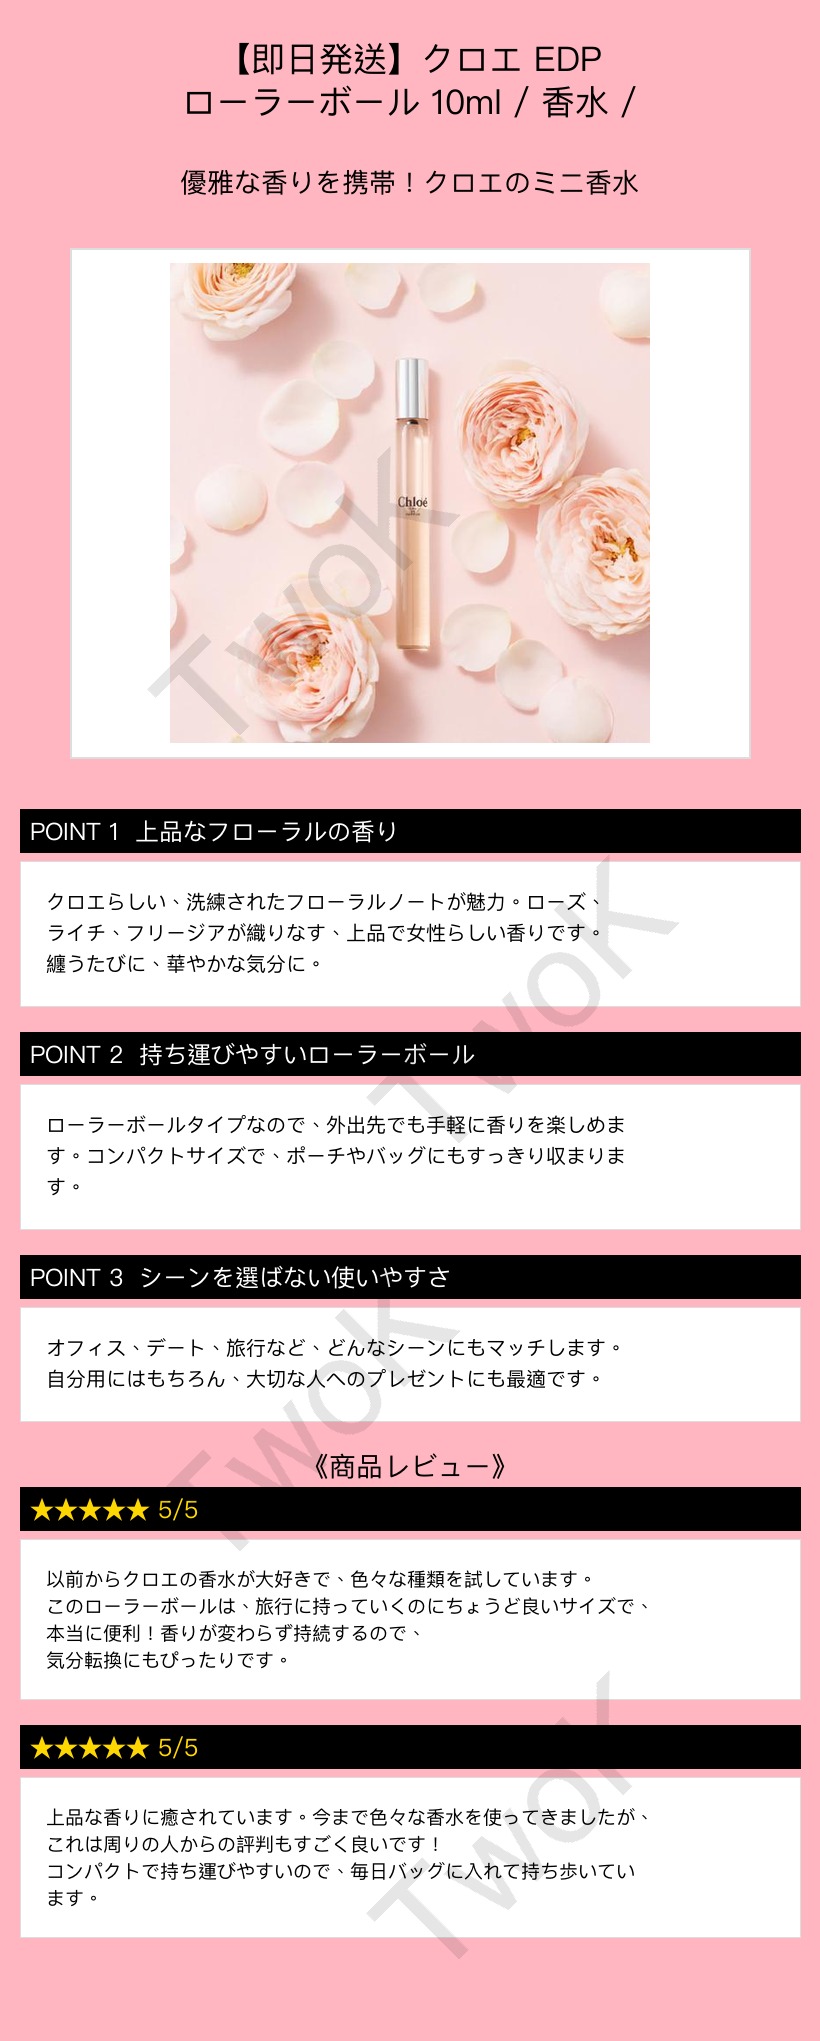 【即日発送】クロエ EDP
ローラーボール 10ml / 香水 /
優雅な香りを携帯！クロエのミニ香水
Chloé
TwoK
POINT 1 上品なフローラルの香り
クロエらしい、洗練されたフローラルノートが魅力。ローズ、
ライチ、フリージアが織りなす、上品で女性らしい香りです。
纏うたびに、華やかな気分に。
TwoK
POINT 2 持ち運びやすいローラーボール
ローラーボールタイプなので、外出先でも手軽に香りを楽しめま
す。コンパクトサイズで、ポーチやバッグにもすっきり収まりま
す。
POINT 3 シーンを選ばない使いやすさ
オフィス、デート、旅行など、どんなシーンにもマッチします。
自分用にはもちろん、大切な人へのプレゼントにも最適です。
TwoK
《商品レビュー》
★★★★★ 5/5
以前からクロエの香水が大好きで、色々な種類を試しています。
このローラーボールは、旅行に持っていくのにちょうど良いサイズで、
本当に便利！香りが変わらず持続するので、
気分転換にもぴったりです。
★★★★★ 5/5
上品な香りに癒されています。今まで色々な香水を使ってきましたが、
これは周りの人からの評判もすごく良いです！
コンパクトで持ち運びやすいので、毎日バッグに入れて持ち歩いてい
ます。
TwoK